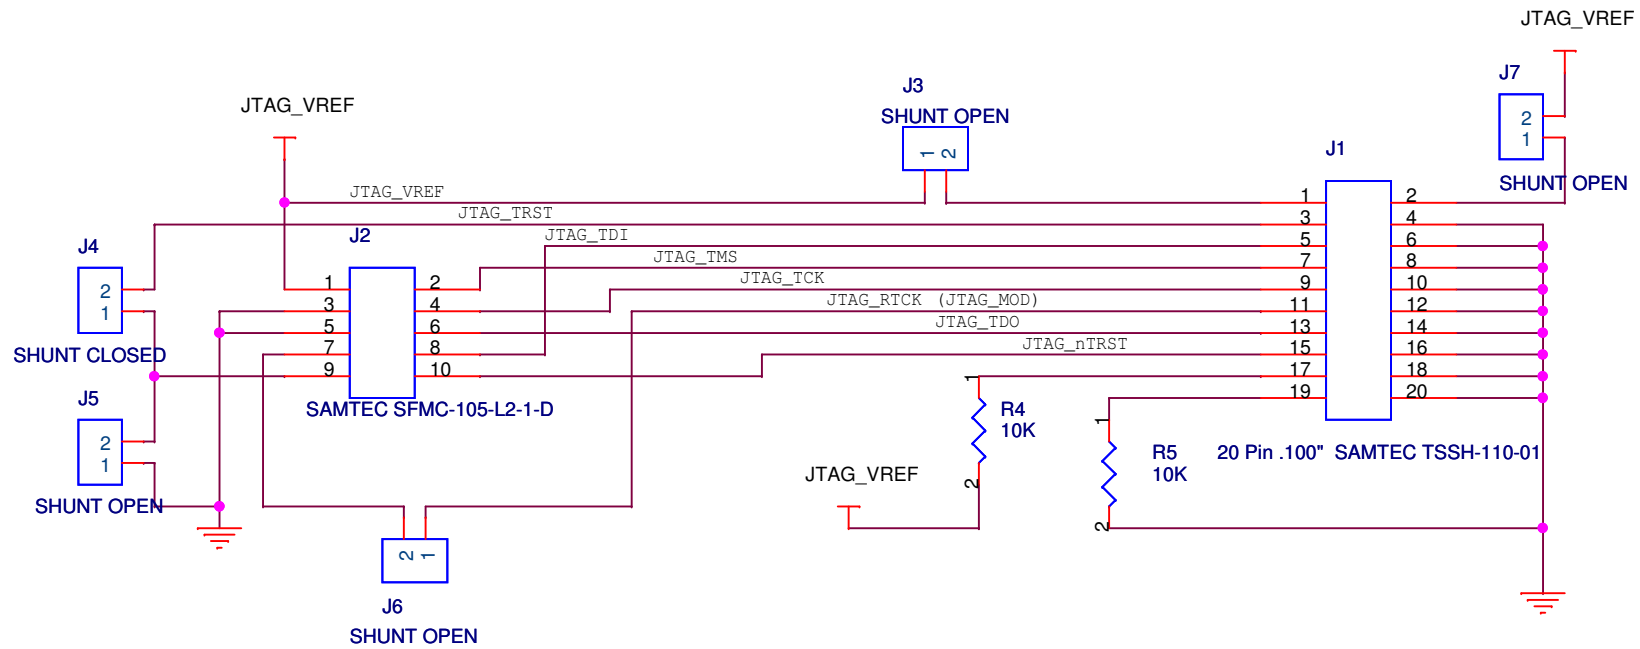 JTAG_VREF
J7
2
1
SHUNT OPEN
J3
SHUNT OPEN
1 2
JTAG_VREF
J1
JTAG_VREF
JTAG_TRST
JTAG_TDI
JTAG_TMS
JTAG_TCK
JTAG_RTCK (JTAG_MOD)
JTAG_TDO
JTAG_nTRST
1 2
3 4
5 6
7 8
9 10
11 12
13 14
15 16
17 18
19 20
20 Pin .100" SAMTEC TSSH-110-01
J4
2
1
SHUNT CLOSED
J2
1 2
3 4
5 6
7 8
9 10
SAMTEC SFMC-105-L2-1-D
J5
2
1
SHUNT OPEN
1
R4
10K
2
JTAG_VREF
1
R5
10K
2
2 1
J6
SHUNT OPEN